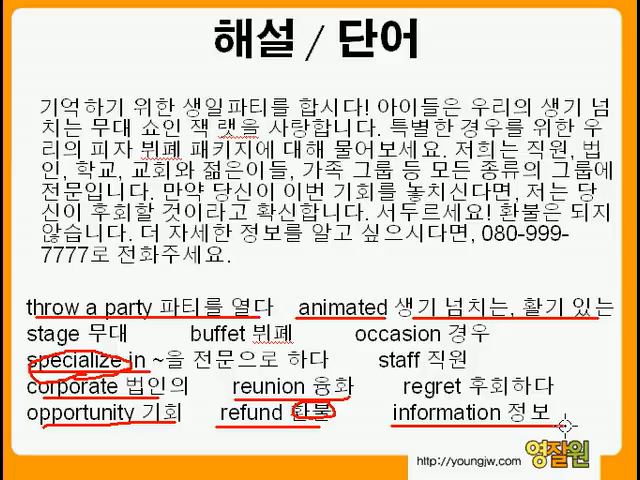 해설 / 단어
기억하기 위한 생일파티를 합시다! 아이들은 우리의 생기 넘
치는 무대 쇼인 잭 랫을 사랑합니다. 특별한 경우를 위한 우
리의 피자 뷔페 패키지에 대해 물어보세요. 저희는 직원, 법
인, 학교, 교회와 젊은이들, 가족 그룹 등 모든 종류의 그룹에
전문입니다. 만약 당신이 이번 기회를 놓치신다면, 저는 당
신이 후회할 것이라고 확신합니다. 서두르세요! 환불은 되지
않습니다. 더 자세한 정보를 알고 싶으시다면, 080-999-
7777로 전화주세요.
throw a party 파티를 열다 animated 생기 넘치는, 활기 있는
stage 무대 buffet 뷔페 occasion 경우
specialize in ~을 전문으로 하다 staff 직원
corporate 법인의 reunion 융화 regret 후회하다
opportunity 기회 refund 환불 information 정보
http://youngjw.com 영잘원